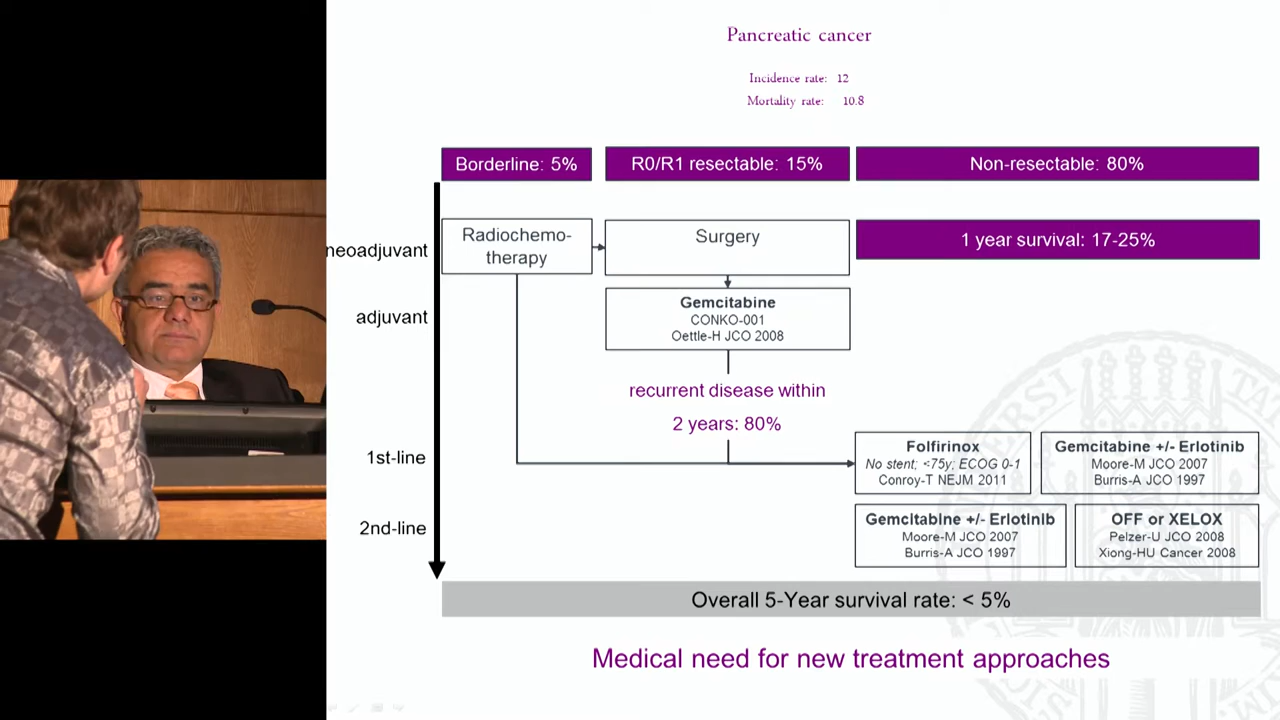 Pancreatic cancer
Incidence rate: 12
Mortality rate: 10.8
Borderline: 5%
R0/R1 resectable: 15%
Non-resectable: 80%
neoadjuvant
Radiochemo-
therapy
Surgery
1 year survival: 17-25%
adjuvant
Gemcitabine
CONKO-001
Oettle-H JCO 2008
recurrent disease within
2 years: 80%
1st-line
Folfirinox
No stent; <75y; ECOG 0-1
Conroy-T NEJM 2011
Gemcitabine +/- Erlotinib
Moore-M JCO 2007
Burris-A JCO 1997
2nd-line
Gemcitabine +/- Erlotinib
Moore-M JCO 2007
Burris-A JCO 1997
OFF or XELOX
Pelzer-U JCO 2008
Xiong-HU Cancer 2008
Overall 5-Year survival rate: < 5%
Medical need for new treatment approaches